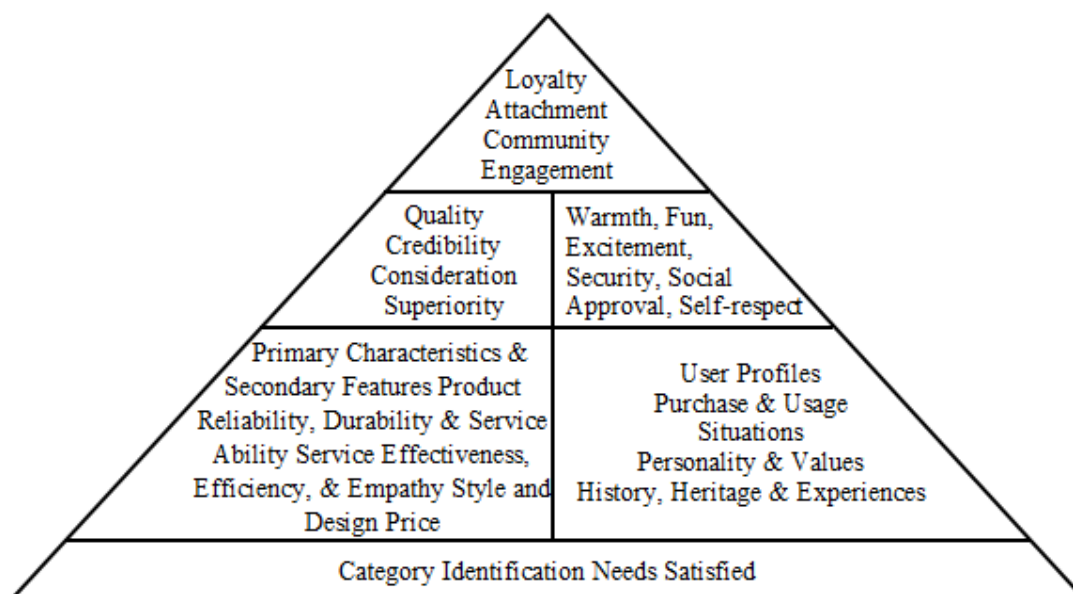 Loyalty
Attachment
Community
Engagement
Quality
Credibility
Consideration
Superiority
Warmth, Fun,
Excitement,
Security, Social
Approval, Self-respect
Primary Characteristics &
Secondary Features Product
Reliability, Durability & Service
Ability Service Effectiveness,
Efficiency, & Empathy Style and
Design Price
User Profiles
Purchase & Usage
Situations
Personality & Values
History, Heritage & Experiences
Category Identification Needs Satisfied